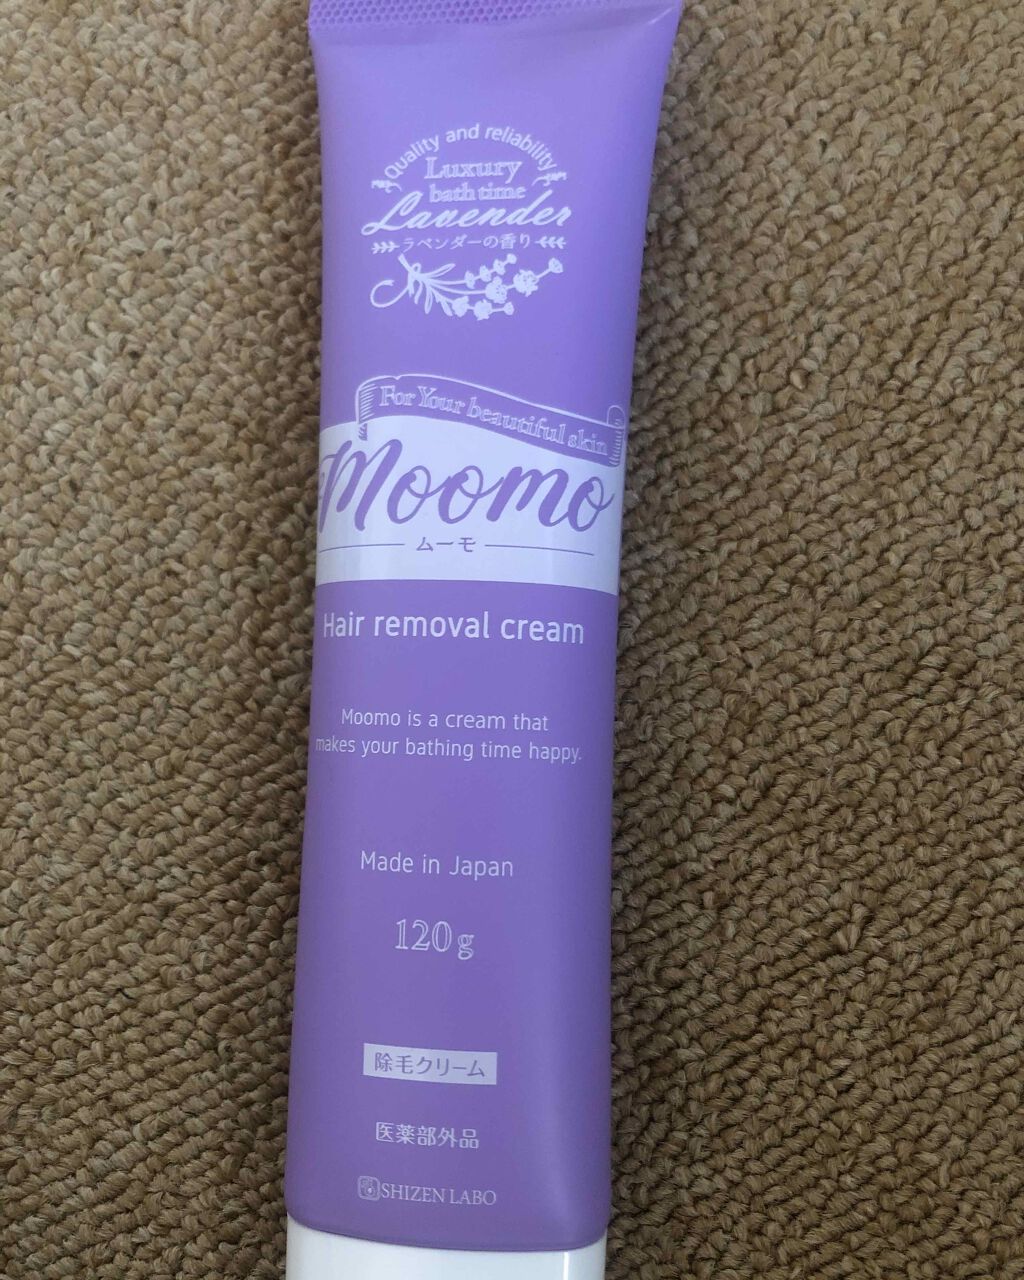 Quality and reliability
Luxury
bath time
Lavender
ラベンダーの香り
For Your beautiful skin
Moomo
ムーモ
Hair removal cream
Moomo is a cream that
makes your bathing time happy.
Made in Japan
120g
除毛クリーム
医薬部外品
SHIZEN LABO